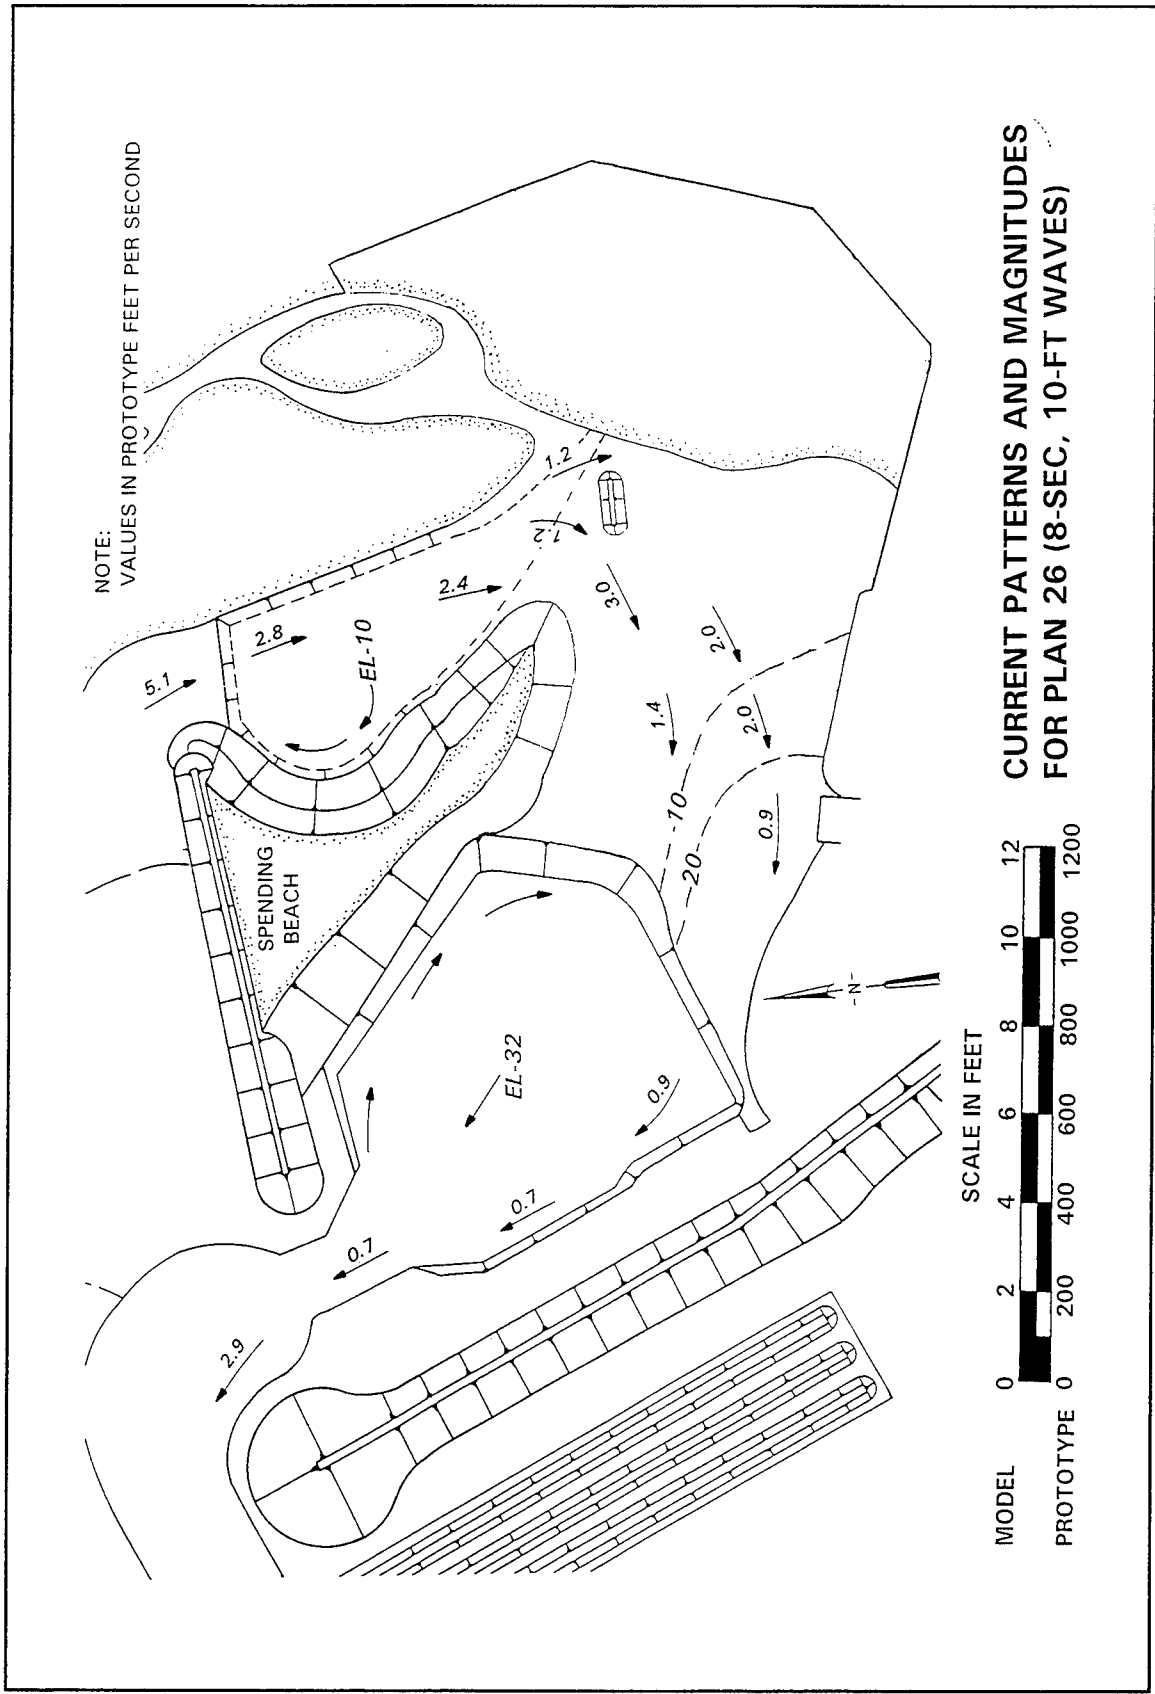 NOTE:
VALUES IN PROTOTYPE FEET PER SECOND
5.1
2.8
2.4
1.2
1.2
EL-10
3.0
2.0
1.4
2.0
-10-
20-
0.9
SPENDING
BEACH
EL-32
0.9
0.7
0.7
2.9
-N-
SCALE IN FEET
MODEL 0 2 4 6 8 10 12
PROTOTYPE 0 200 400 600 800 1000 1200
CURRENT PATTERNS AND MAGNITUDES
FOR PLAN 26 (8-SEC, 10-FT WAVES)